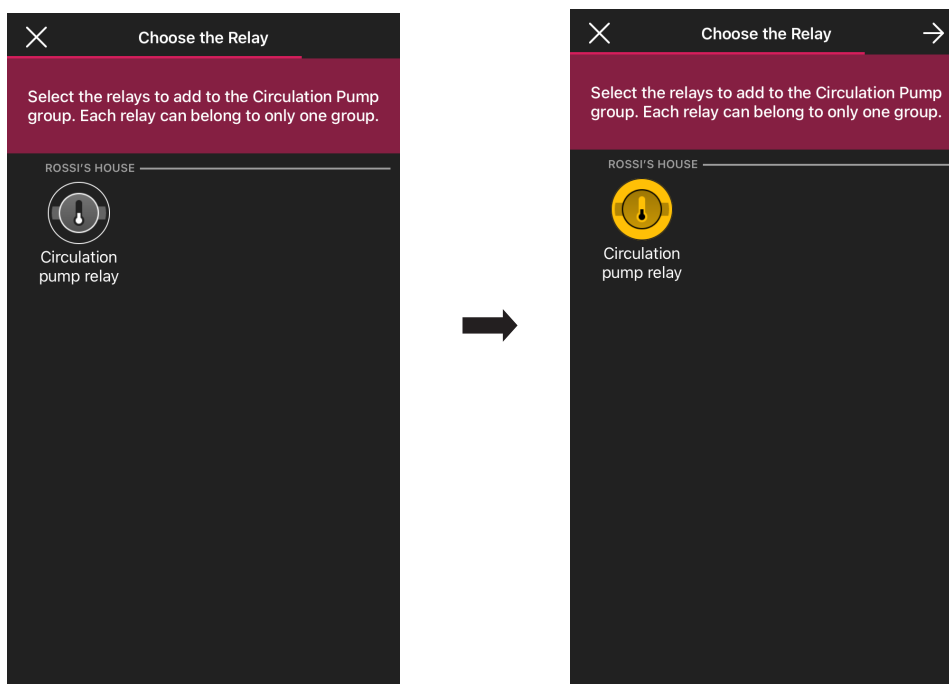 Choose the Relay
Select the relays to add to the Circulation Pump
group. Each relay can belong to only one group.
ROSSI'S HOUSE
Circulation
pump relay
Choose the Relay
Select the relays to add to the Circulation Pump
group. Each relay can belong to only one group.
ROSSI'S HOUSE
Circulation
pump relay